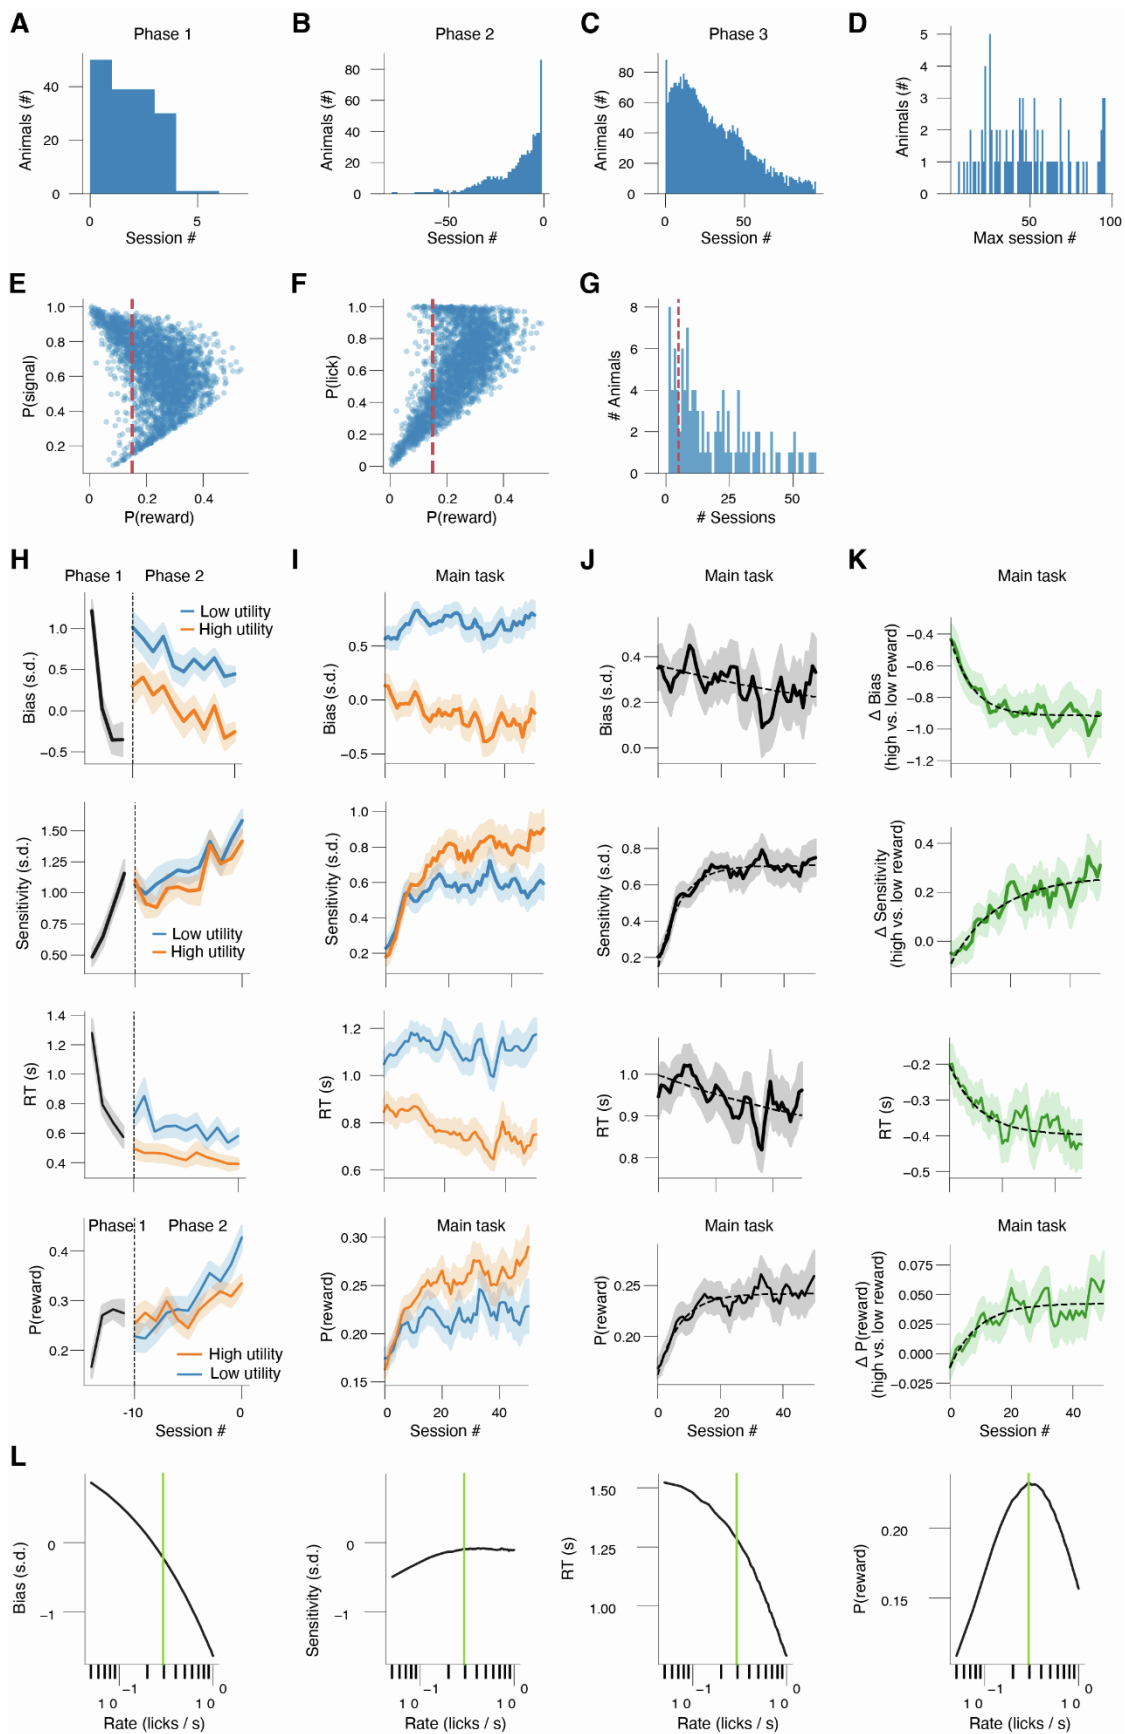 A
Phase 1
Animals (#)
40
20
0
0
5
Session #
B
Phase 2
Animals (#)
80
60
40
20
0
−50
0
Session #
C
Phase 3
Animals (#)
80
60
40
20
0
0
50
Session #
D
Animals (#)
5
4
3
2
1
0
50
100
Max session #
E
P(signal)
1.0
0.8
0.6
0.4
0.2
0
0.2
0.4
P(reward)
F
P(lick)
1.0
0.8
0.6
0.4
0.2
0
0
0.2
0.4
P(reward)
G
# Animals
8
6
4
2
0
0
25
50
# Sessions
H
Phase 1
Phase 2
Low utility
High utility
Bias (s.d.)
1.0
0.5
0.0
−0.5
I
Main task
Bias (s.d.)
0.5
0.0
−0.5
J
Main task
Bias (s.d.)
0.4
0.2
0.0
K
Main task
Δ Bias
(high vs. low reward)
−0.4
−0.6
−0.8
−1.0
−1.2
Sensitivity (s.d.)
1.50
1.25
1.00
0.75
0.50
Low utility
High utility
Sensitivity (s.d.)
1.0
0.8
0.6
0.4
0.2
Sensitivity (s.d.)
0.8
0.6
0.4
0.2
Δ Sensitivity
(high vs. low reward)
0.4
0.2
0.0
RT (s)
1.4
1.2
1.0
0.8
0.6
0.4
RT (s)
1.2
1.0
0.8
0.6
RT (s)
1.0
0.9
0.8
RT (s)
−0.2
−0.3
−0.4
−0.5
Phase 1
Phase 2
P(reward)
0.4
0.3
0.2
High utility
Low utility
-10
0
Session #
Main task
P(reward)
0.30
0.25
0.20
0.15
0
20
40
Session #
Main task
P(reward)
0.25
0.20
0
20
40
Session #
Main task
Δ P(reward)
(high vs. low reward)
0.075
0.050
0.025
0.000
−0.025
0
20
40
Session #
L
Bias (s.d.)
0
−1
10 −1
10 0
Rate (licks / s)
Sensitivity (s.d.)
0
−1
10 −1
10 0
Rate (licks / s)
RT (s)
1.50
1.25
1.00
10 −1
10 0
Rate (licks / s)
P(reward)
0.20
0.15
10 −1
10 0
Rate (licks / s)